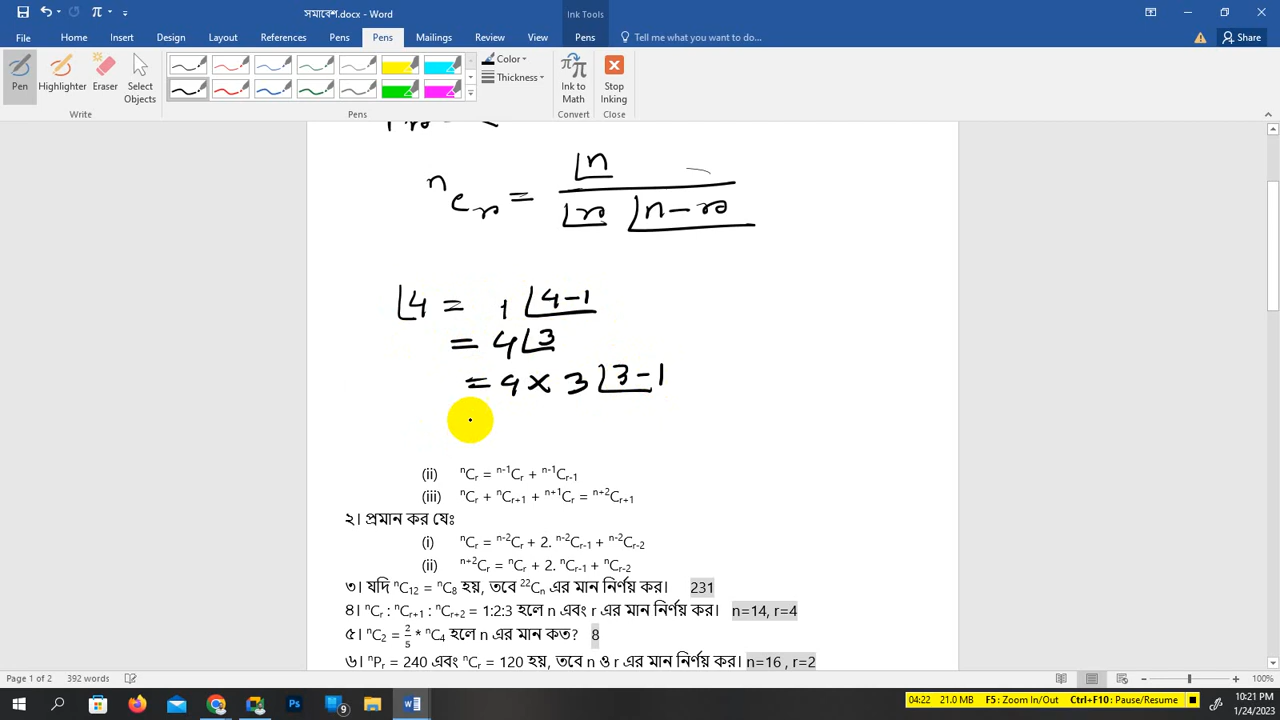 সমাবেশ.docx - Word
Ink Tools
File Home Insert Design Layout References Pens Mailings Review View Pens Tell me what you want to do... Share
Pen Highlighter Eraser Select Objects
Color
Thickness
Ink to Math Stop Inking
Write Pens Convert Close
ⁿCᵣ = ⌊n / ⌊r ⌊n-r
⌊4 = 1 ⌊4-1
= 4⌊3
= 4 × 3 ⌊3-1
(ii) ⁿCr = ⁿ⁻¹Cr + ⁿ⁻¹Cr-1
(iii) ⁿCr + ⁿCr+1 + ⁿ⁺¹Cr = ⁿ⁺²Cr+1
২। প্রমান কর যেঃ
(i) ⁿCr = ⁿ⁻²Cr + 2. ⁿ⁻²Cr-1 + ⁿ⁻²Cr-2
(ii) ⁿ⁺²Cr = ⁿCr + 2. ⁿCr-1 + ⁿCr-2
৩। যদি ⁿC12 = ⁿC8 হয়, তবে ²²Cn এর মান নির্ণয় কর। 231
৪। ⁿCr : ⁿCr+1 : ⁿCr+2 = 1:2:3 হলে n এবং r এর মান নির্ণয় কর। n=14, r=4
৫। ⁿC2 = 2/5 * ⁿC4 হলে n এর মান কত? 8
৬। ⁿPr = 240 এবং ⁿCr = 120 হয়, তবে n ও r এর মান নির্ণয় কর। n=16 , r=2
Page 1 of 2 392 words 100%
04:22 21.0 MB F5: Zoom In/Out Ctrl+F10: Pause/Resume
10:21 PM
1/24/2023